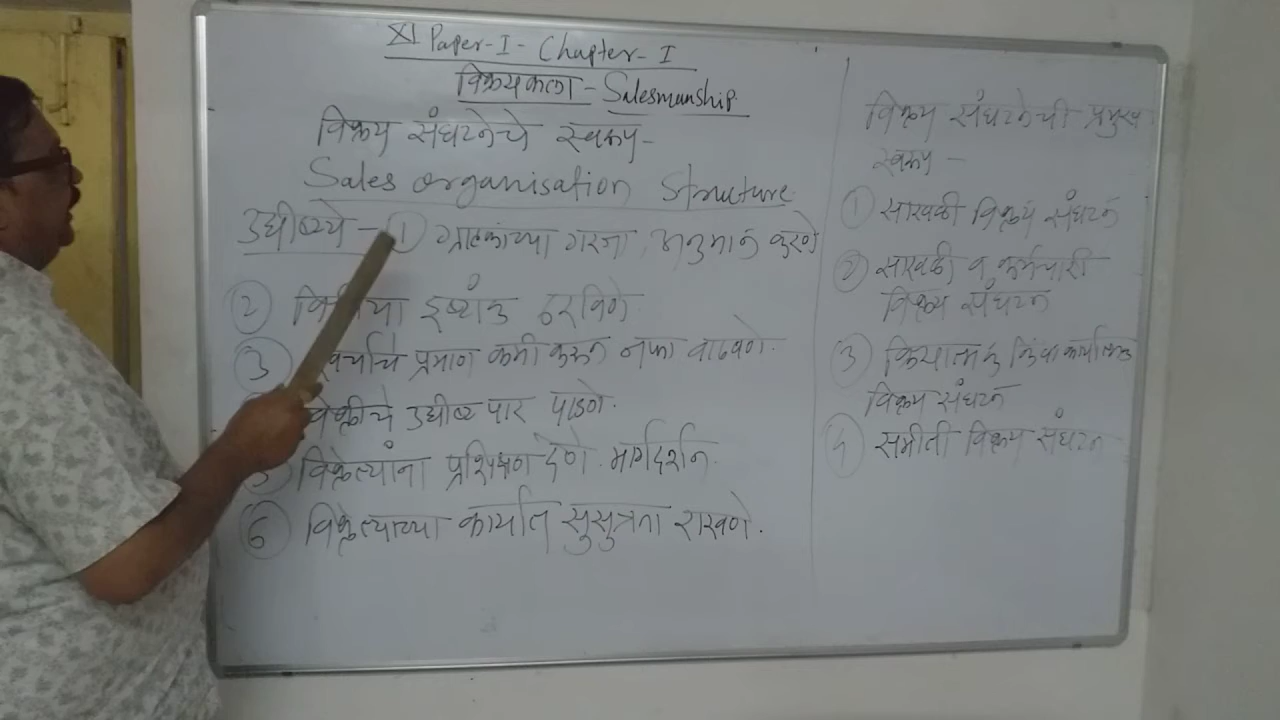 XI Paper-I - Chapter-I
विक्रयकला - Salesmanship
विक्रय संघटनेचे स्वरूप-
Sales organisation Structure
उद्यीष्ट्ये - ① ग्राहकांच्या गरजा अनुमान करणे
② इष्टांक ठरविणे.
③ खर्चाचे प्रमाण कमी करून नफा वाढवणे.
विक्रीचे उद्यीष्ट पार पाडणे.
विक्रेत्यांना प्रशिक्षण देणे. मार्गदर्शन.
⑥ विक्रेत्याच्या कार्यात सुसुत्रता राखणे.
विक्रय संघटनेची प्रमुख
स्वरूप -
① साखळी विक्रय संघटन
② साखळी व कर्मचारी
विक्रय संघटन
③ क्रियात्मक किंवा कार्यात्मक
विक्रय संघटन
④ समीती विक्रय संघटन